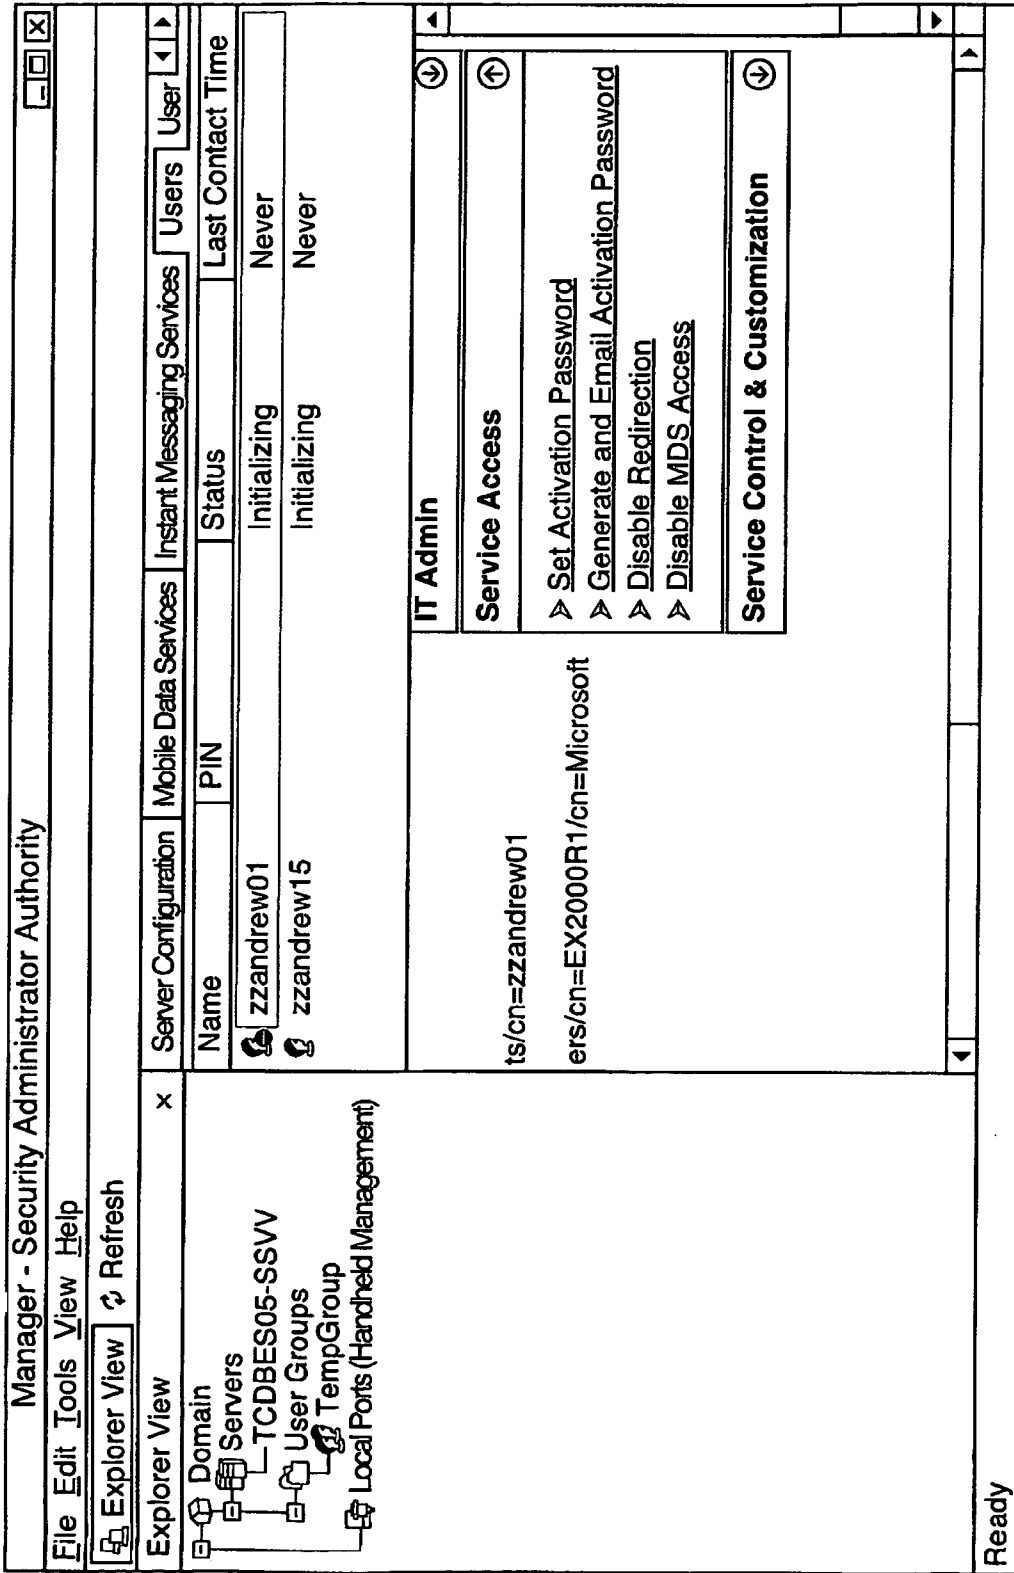 Manager - Security Administrator Authority
File Edit Tools View Help
Explorer View Refresh
Explorer View x
Domain
Servers
TCDBES05-SSVV
User Groups
TempGroup
Local Ports (Handheld Management)
Server Configuration Mobile Data Services Instant Messaging Services Users User
Name PIN Status Last Contact Time
zzandrew01 Initializing Never
zzandrew15 Initializing Never
ts/cn=zzandrew01
ers/cn=EX2000R1/cn=Microsoft
IT Admin
Service Access
Set Activation Password
Generate and Email Activation Password
Disable Redirection
Disable MDS Access
Service Control & Customization
Ready